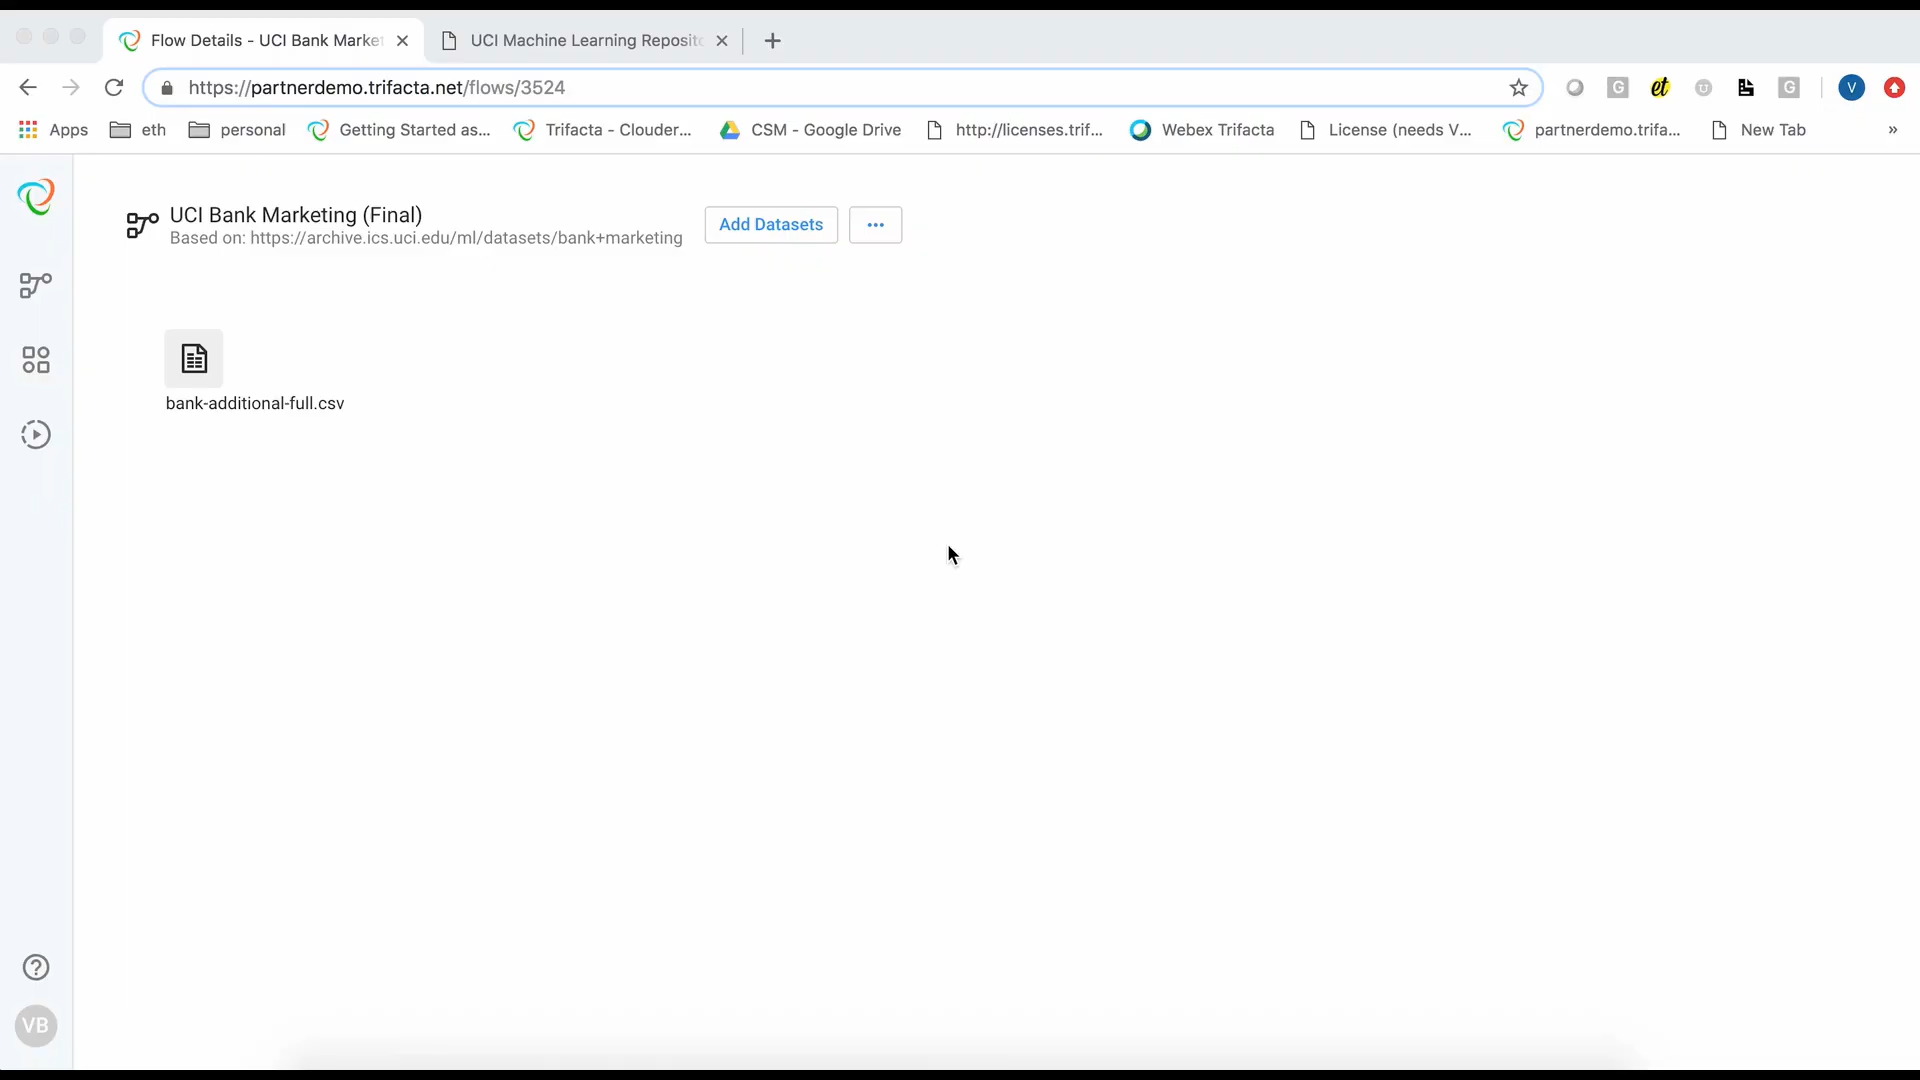 Flow Details - UCI Bank Market
UCI Machine Learning Reposito
https://partnerdemo.trifacta.net/flows/3524
G
et
G
V
Apps
eth
personal
Getting Started as...
Trifacta - Clouder...
CSM - Google Drive
http://licenses.trif...
Webex Trifacta
License (needs V...
partnerdemo.trifa...
New Tab
»
UCI Bank Marketing (Final)
Based on: https://archive.ics.uci.edu/ml/datasets/bank+marketing
Add Datasets
...
bank-additional-full.csv
VB